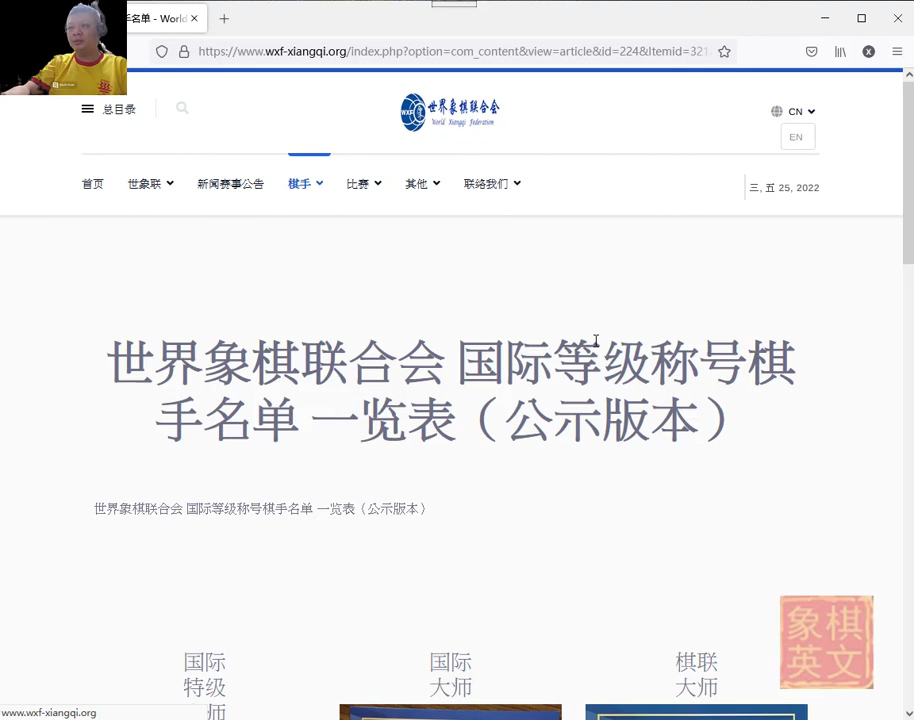 手名单 - World
https://www.wxf-xiangqi.org/index.php?option=com_content&view=article&id=224&Itemid=321
总目录
WXF
世界象棋联合会
World Xiangqi Federation
CN
EN
首页 世象联 新闻赛事公告 棋手 比赛 其他 联络我们
三, 五 25, 2022
世界象棋联合会 国际等级称号棋
手名单 一览表（公示版本）
世界象棋联合会 国际等级称号棋手名单 一览表（公示版本）
国际
特级
师
国际
大师
棋联
大师
象棋
英文
www.wxf-xiangqi.org